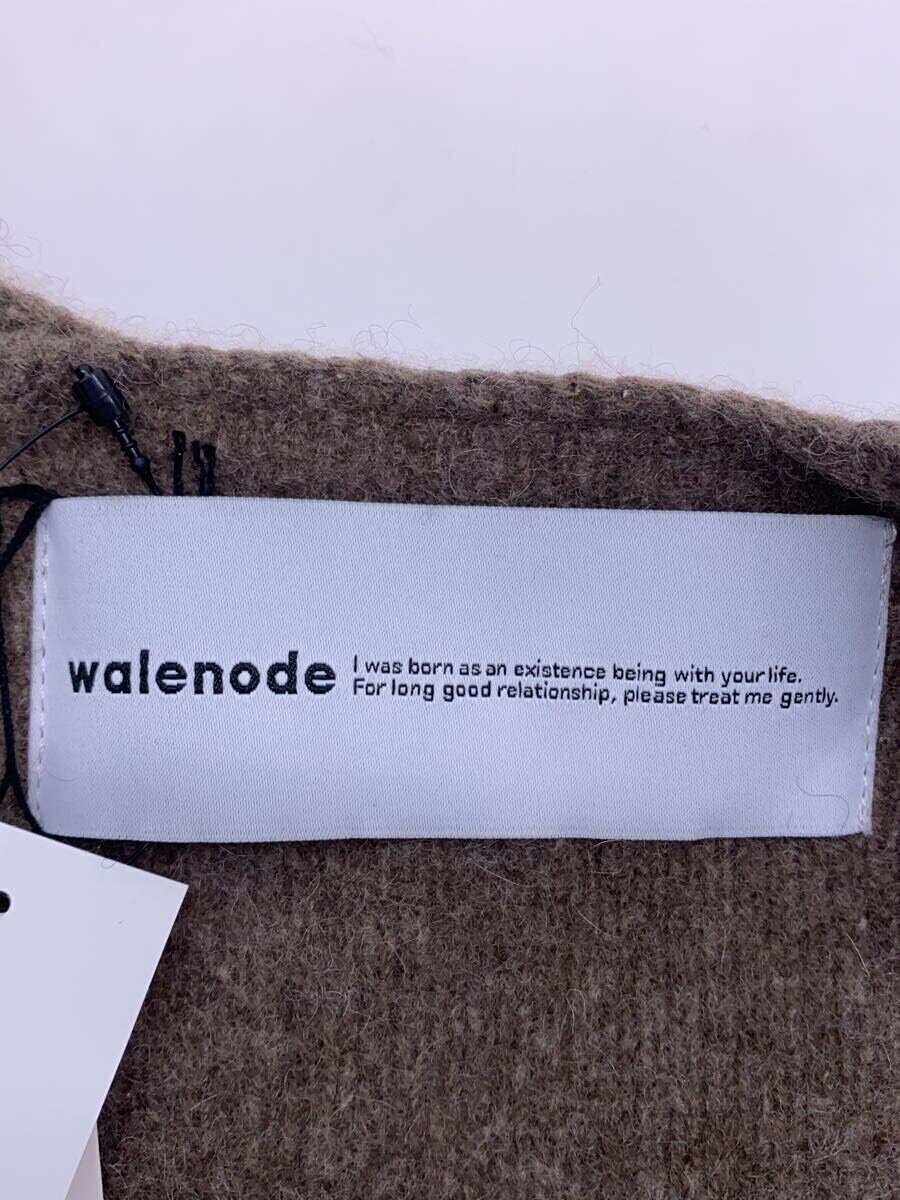 walenode
I was born as an existence being with your life.
For long good relationship, please treat me gently.